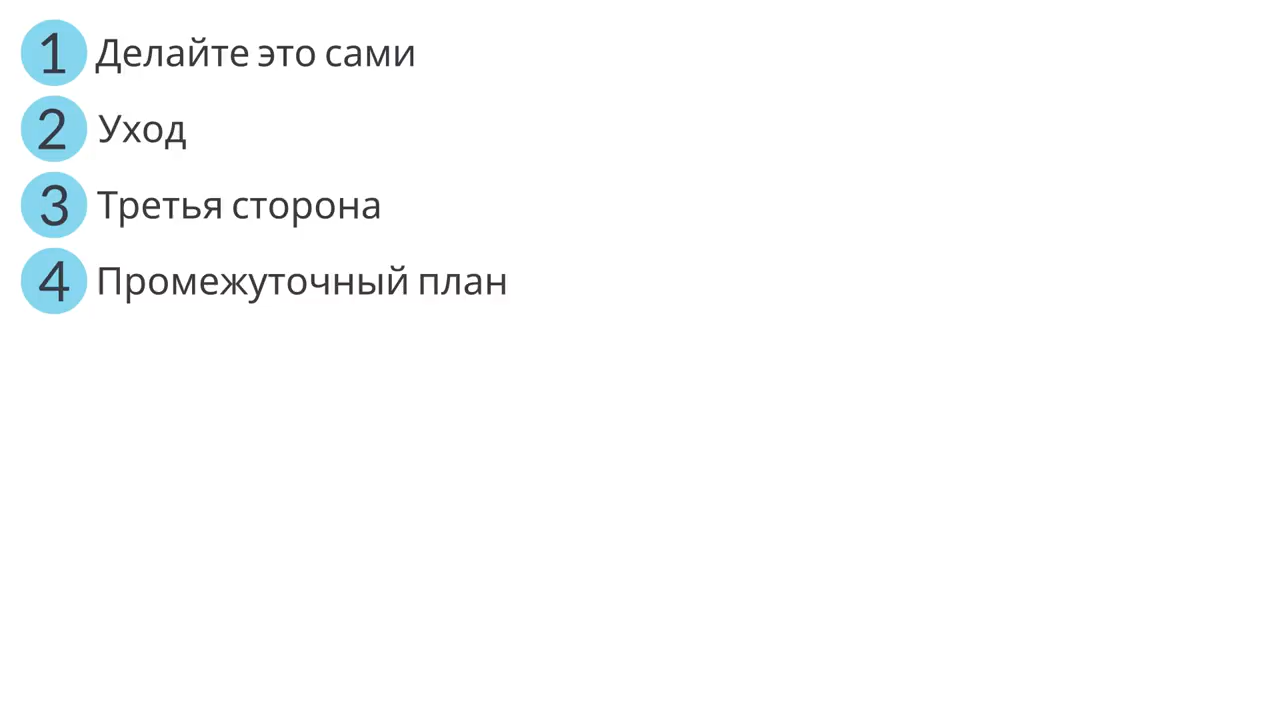 1 Делайте это сами
2 Уход
3 Третья сторона
4 Промежуточный план